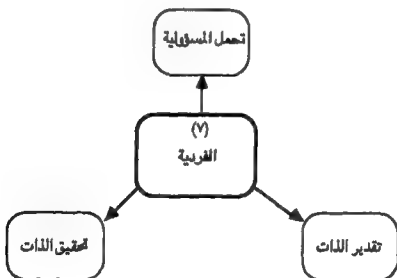 تحمل المسؤولية
(٧)
الفردية
تقدير الذات
تحقيق الذات